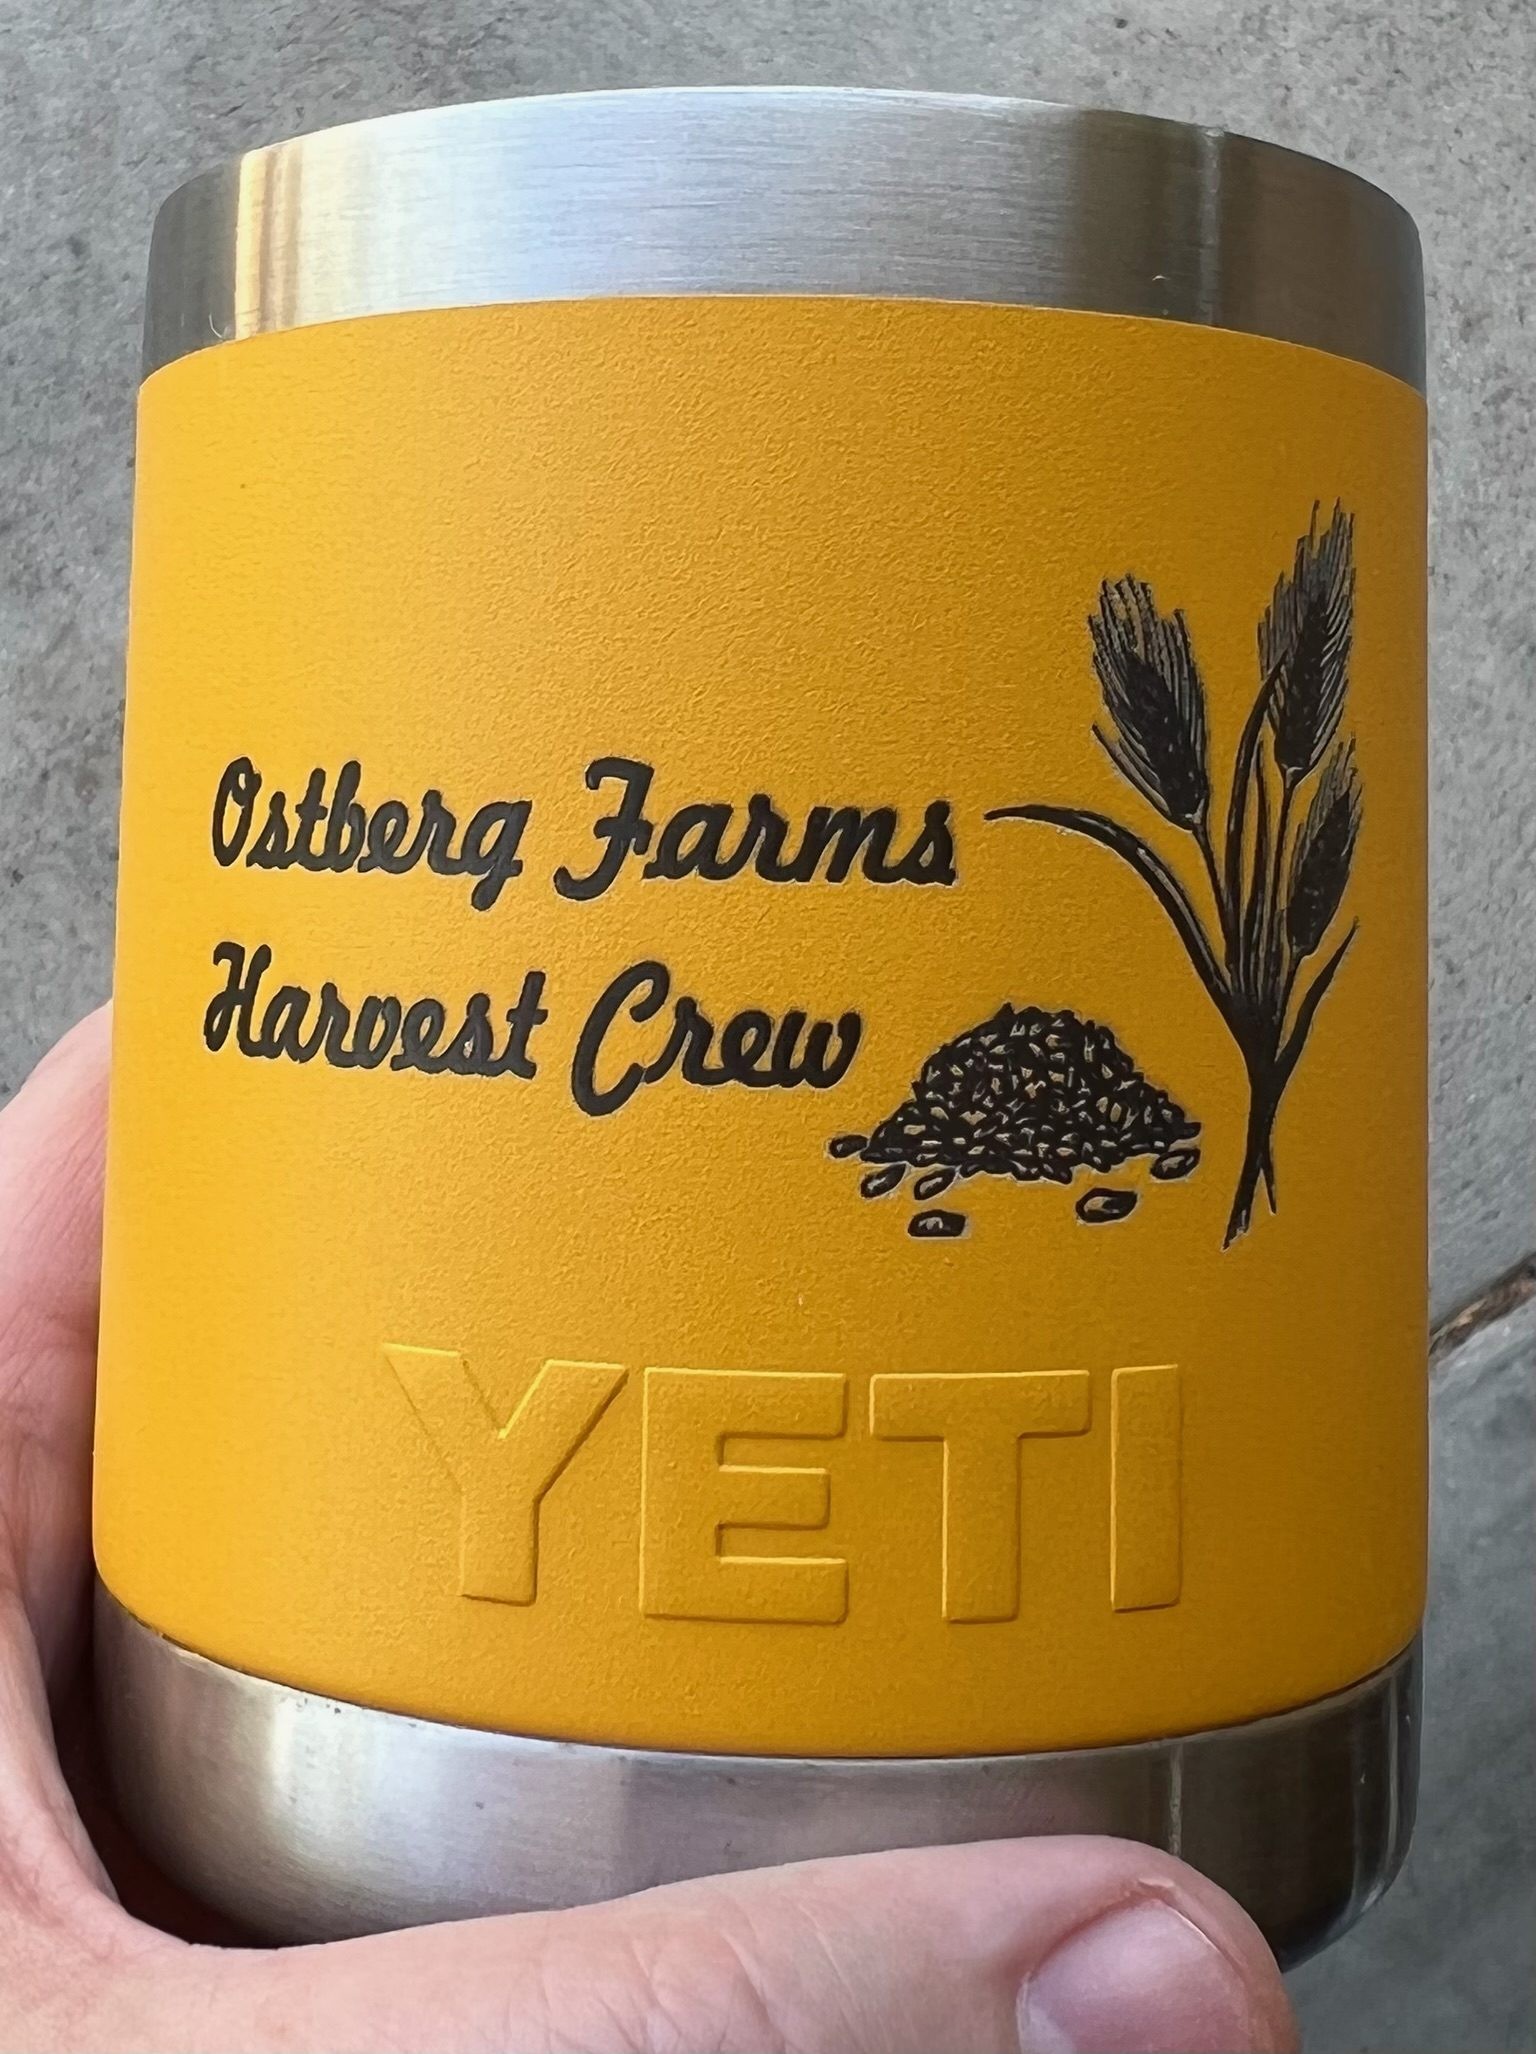 Ostberg Farms
Harvest Crew
YETI